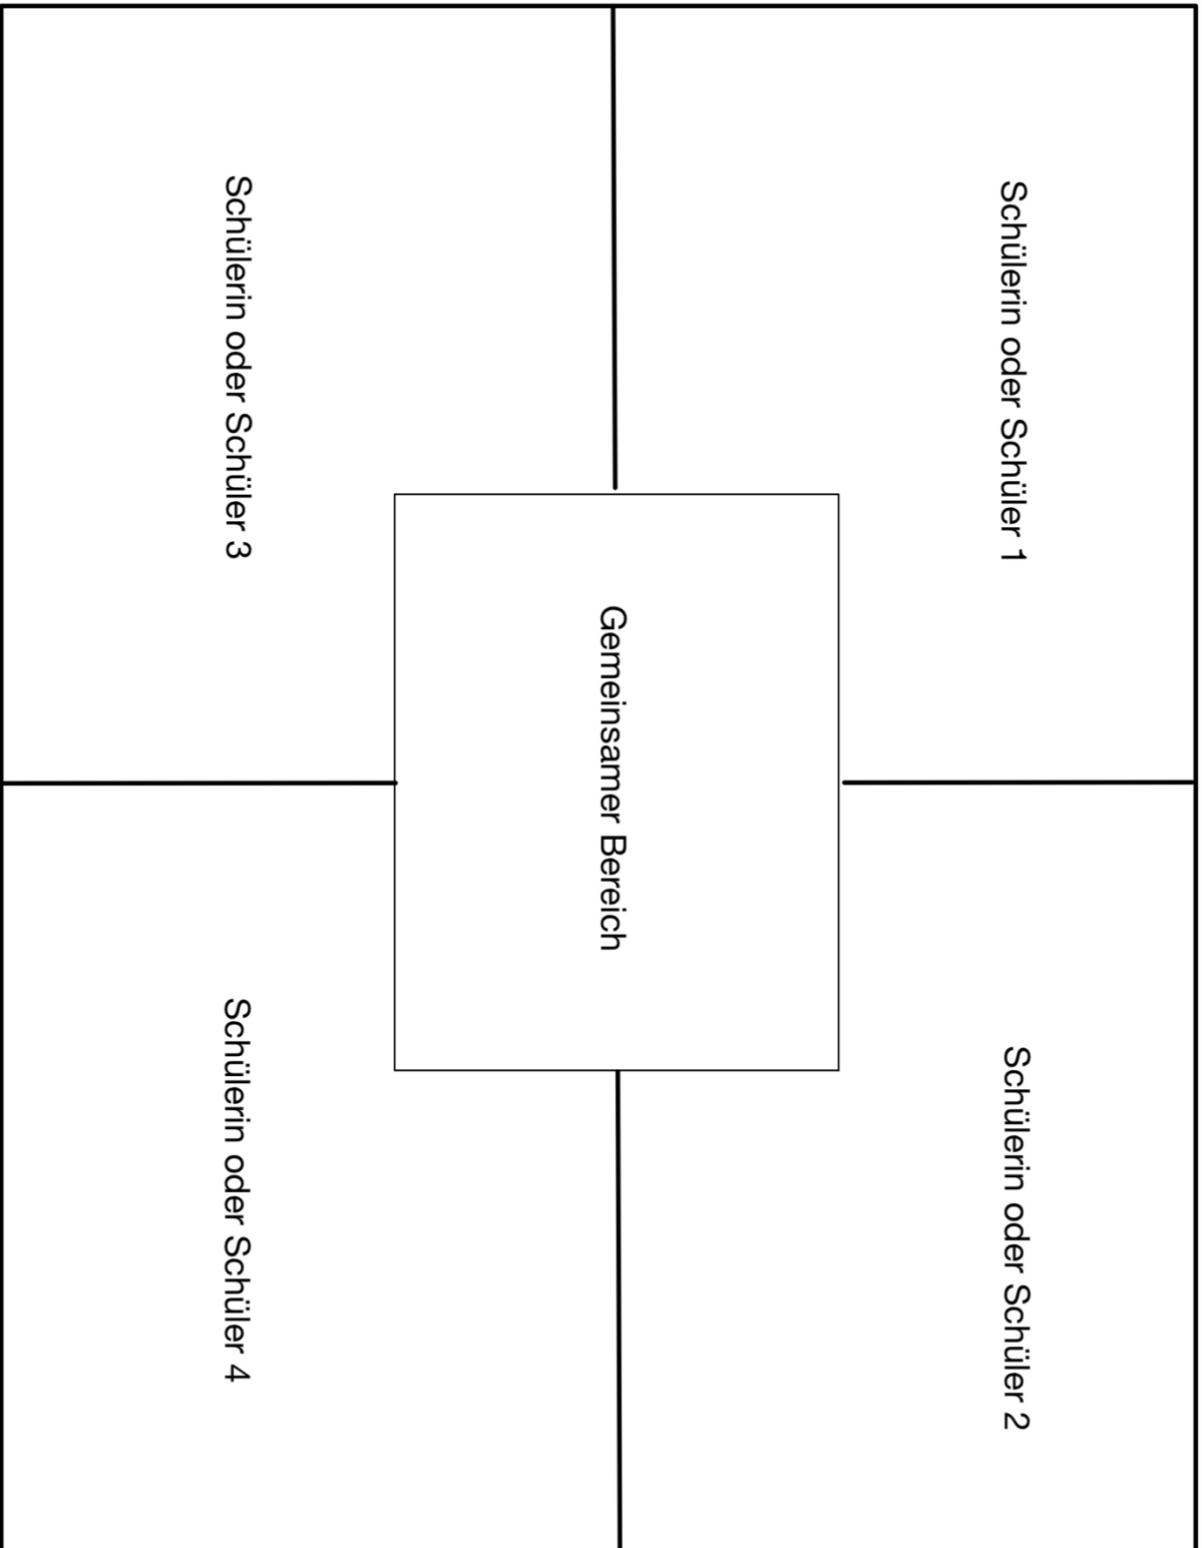 Schülerin oder Schüler 1
Schülerin oder Schüler 2
Gemeinsamer Bereich
Schülerin oder Schüler 3
Schülerin oder Schüler 4